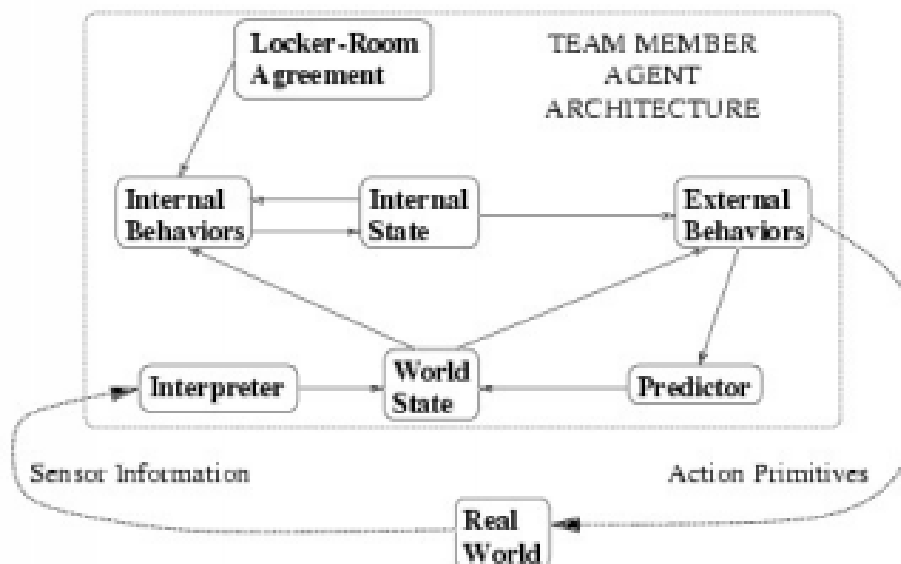 Locker-Room
Agreement
TEAM MEMBER
AGENT
ARCHITECTURE
Internal
Behaviors
Internal
State
External
Behaviors
Interpreter
World
State
Predictor
Sensor Information
Action Primitives
Real
World